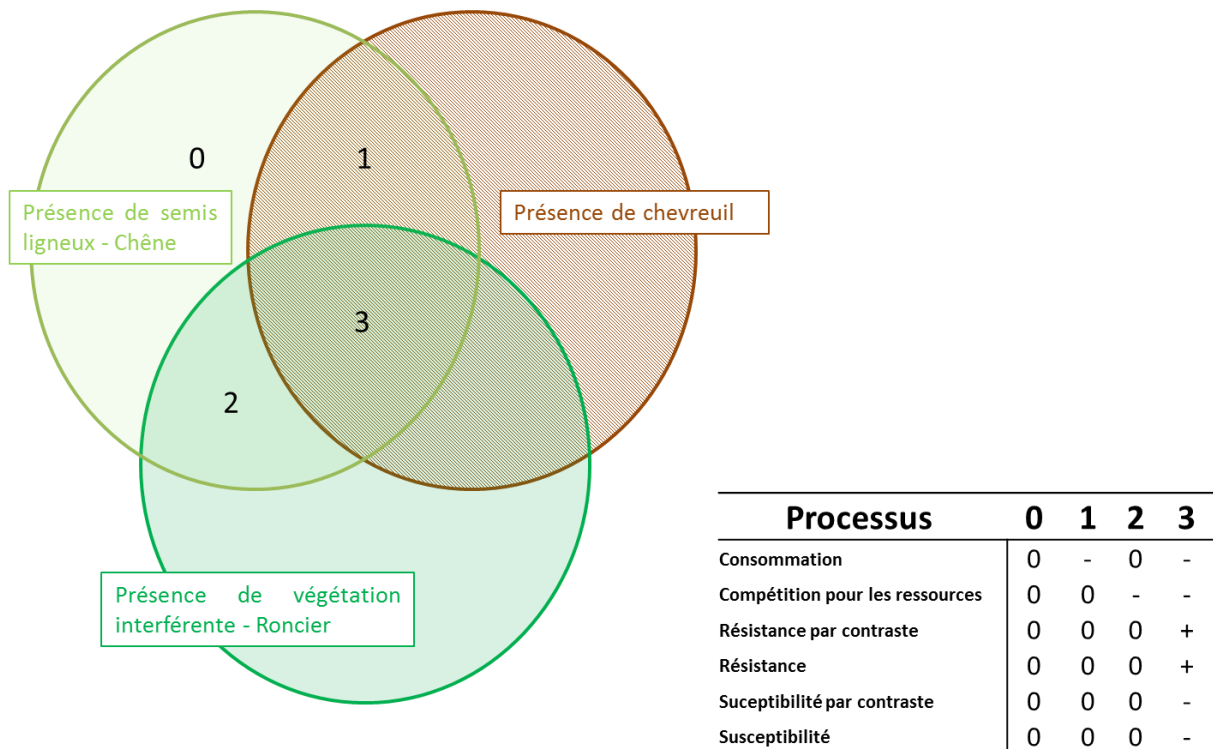 0
1
Présence de semis
ligneux - Chêne
Présence de chevreuil
3
2
Présence de végétation
interférente - Roncier
Processus 0 1 2 3
Consommation 0 - 0 -
Compétition pour les ressources 0 0 - -
Résistance par contraste 0 0 0 +
Résistance 0 0 0 +
Suceptibilité par contraste 0 0 0 -
Susceptibilité 0 0 0 -